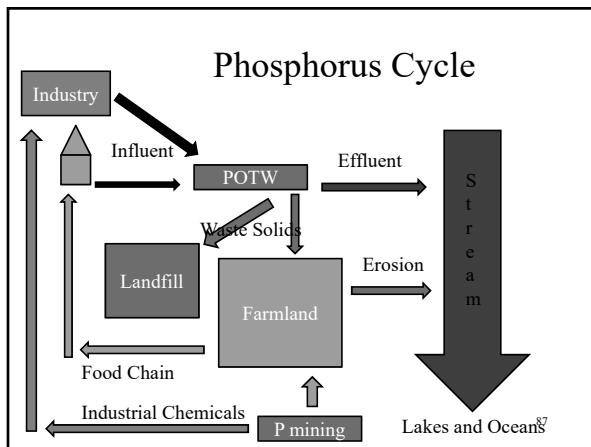 Phosphorus Cycle
Industry
Influent
POTW
Effluent
Stream
Waste Solids
Landfill
Farmland
Erosion
Food Chain
Industrial Chemicals
P mining
Lakes and Oceans
87